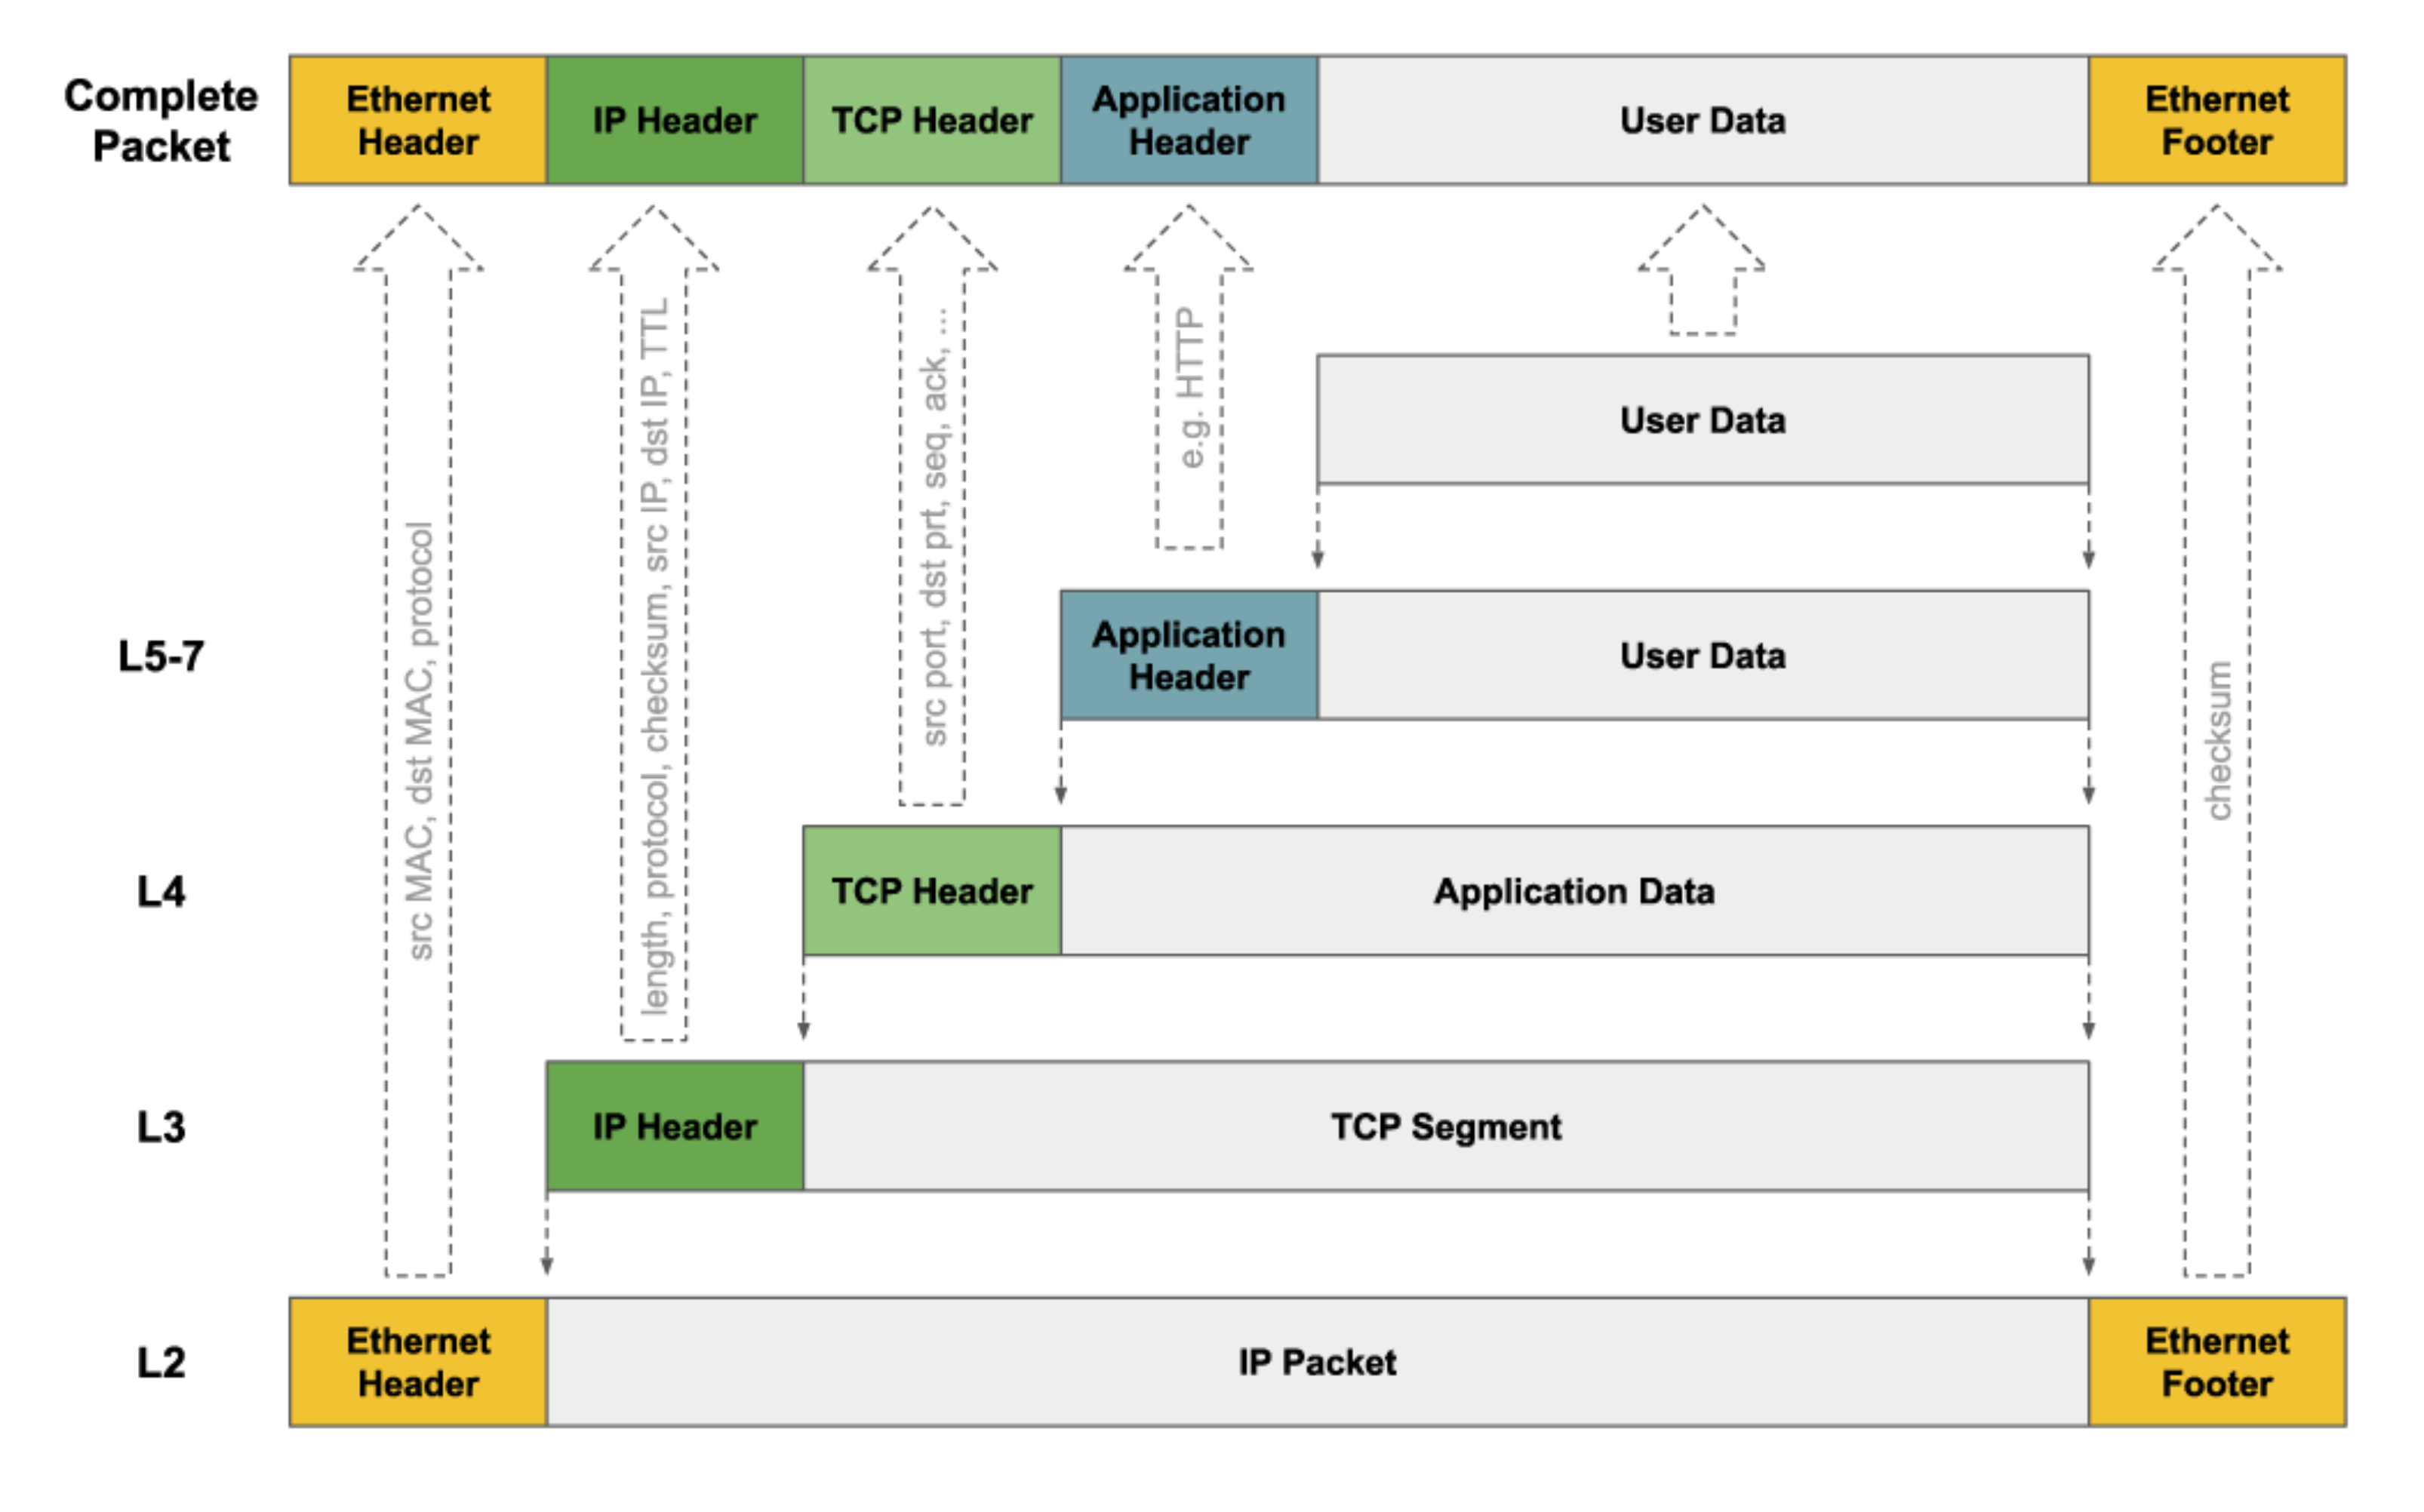 Complete
Packet
Ethernet
Header
IP Header
TCP Header
Application
Header
User Data
Ethernet
Footer
src MAC, dst MAC, protocol
length, protocol, checksum, src IP, dst IP, TTL
src port, dst prt, seq, ack, ...
e.g. HTTP
checksum
User Data
L5-7
Application
Header
User Data
L4
TCP Header
Application Data
L3
IP Header
TCP Segment
L2
Ethernet
Header
IP Packet
Ethernet
Footer